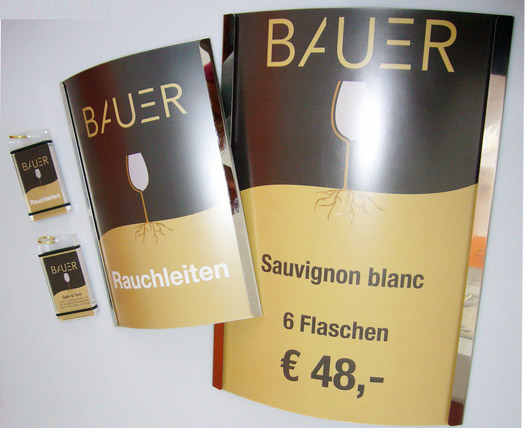 BAUER
Rauchleiten
BAUER
BAUER
Rauchleiten
BAUER
Sauvignon blanc
6 Flaschen
€ 48,-